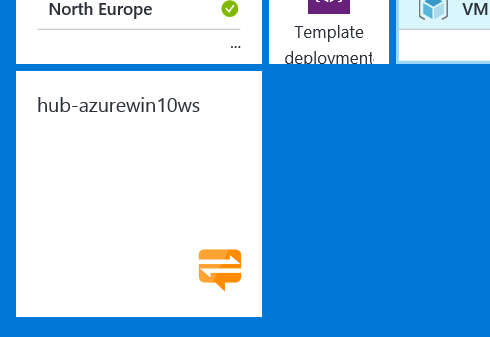 North Europe
...
Template
deployment
VM
hub-azurewin10ws